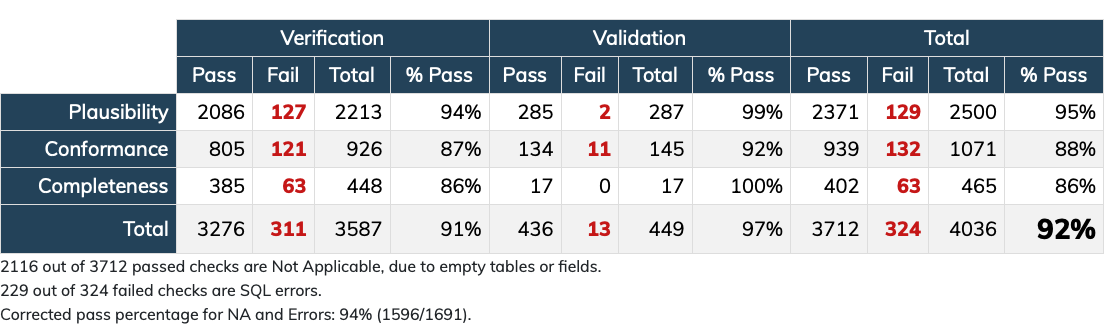 Verification Validation Total
Pass Fail Total % Pass Pass Fail Total % Pass Pass Fail Total % Pass
Plausibility 2086 127 2213 94% 285 2 287 99% 2371 129 2500 95%
Conformance 805 121 926 87% 134 11 145 92% 939 132 1071 88%
Completeness 385 63 448 86% 17 0 17 100% 402 63 465 86%
Total 3276 311 3587 91% 436 13 449 97% 3712 324 4036 92%
2116 out of 3712 passed checks are Not Applicable, due to empty tables or fields.
229 out of 324 failed checks are SQL errors.
Corrected pass percentage for NA and Errors: 94% (1596/1691).